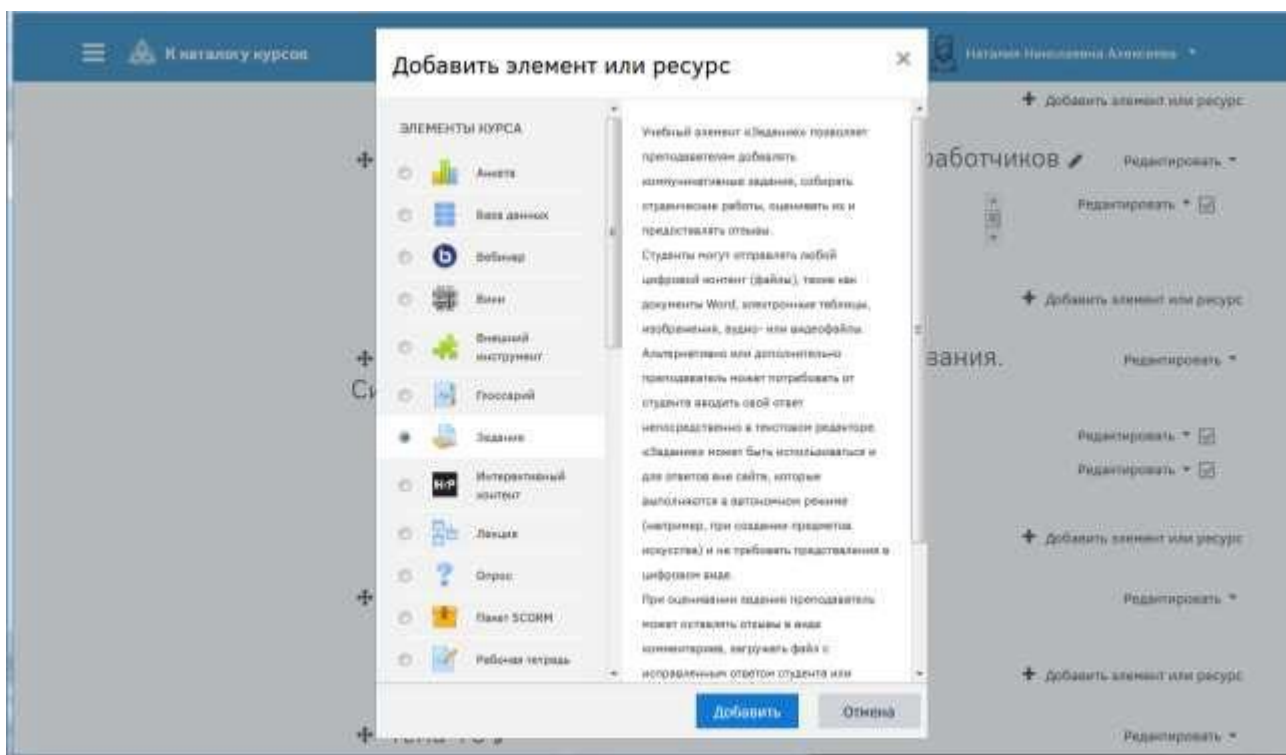 К каталогу курсов
Добавить элемент или ресурс
×
Наталия Николаевна Алексеева
Добавить элемент или ресурс
ЭЛЕМЕНТЫ КУРСА
Анкета
База данных
Вебинар
Вики
Внешний
инструмент
Глоссарий
Задание
H-P
Интерактивный
контент
Лекция
Опрос
Пакет SCORM
Рабочая тетрадь
Учебный элемент «Задание» позволяет
преподавателям добавлять
коммуникативные задания, собирать
студенческие работы, оценивать их и
предоставлять отзывы.
Студенты могут отправлять любой
цифровой контент (файлы), такие как
документы Word, электронные таблицы,
изображения, аудио- или видеофайлы.
Альтернативно или дополнительно
преподаватель может потребовать от
студента вводить свой ответ
непосредственно в текстовом редакторе.
«Задание» может быть использоваться и
для ответов вне сайта, которые
выполняются в автономном режиме
(например, при создании предметов
искусства) и не требовать представления в
цифровом виде.
При оценивании задания преподаватель
может оставлять отзывы в виде
комментариев, загружать файл с
исправленным ответом студента или
Добавить
Отмена
работчиков
Редактировать
Редактировать
Добавить элемент или ресурс
вания.
Редактировать
Си
Редактировать
Редактировать
Добавить элемент или ресурс
Редактировать
Добавить элемент или ресурс
Редактировать